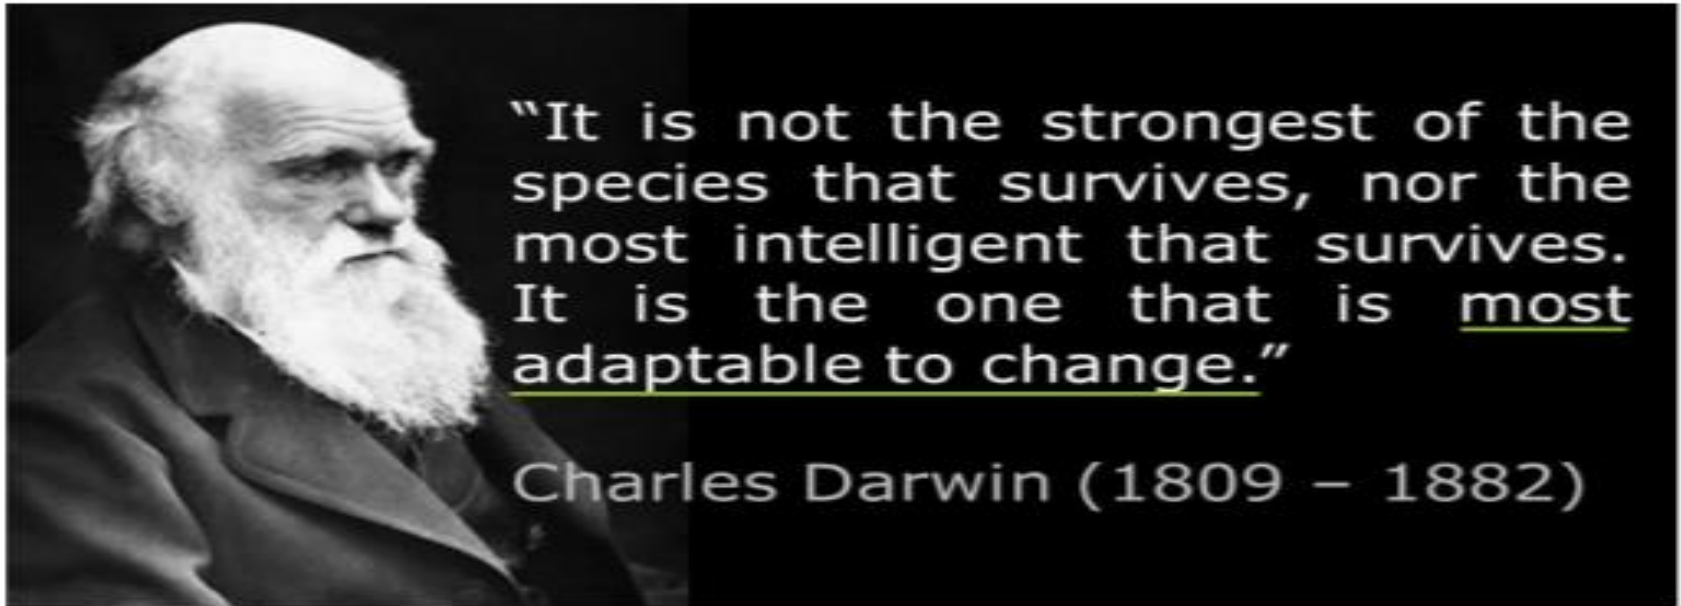 “It is not the strongest of the
species that survives, nor the
most intelligent that survives.
It is the one that is most
adaptable to change.”
Charles Darwin (1809 – 1882)